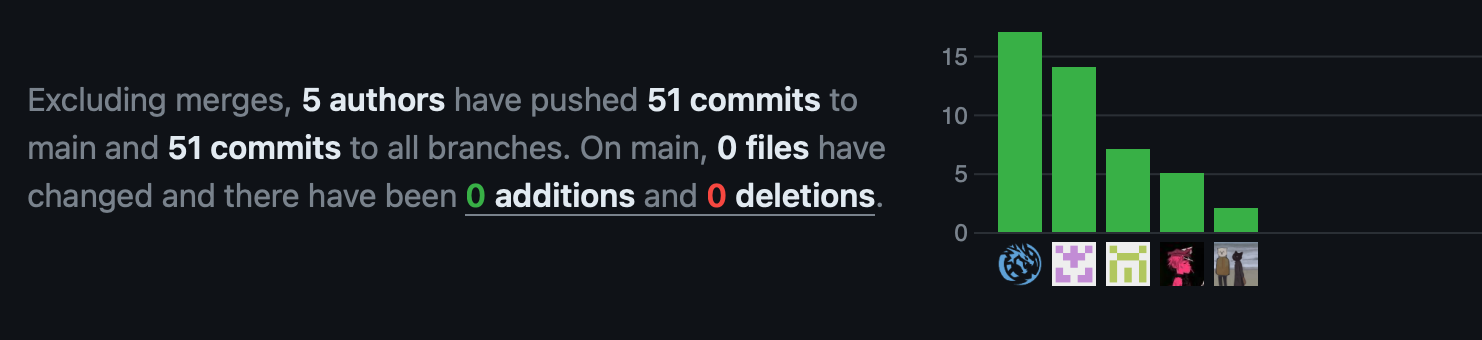 Excluding merges, 5 authors have pushed 51 commits to
main and 51 commits to all branches. On main, 0 files have
changed and there have been 0 additions and 0 deletions.
15
10
5
0